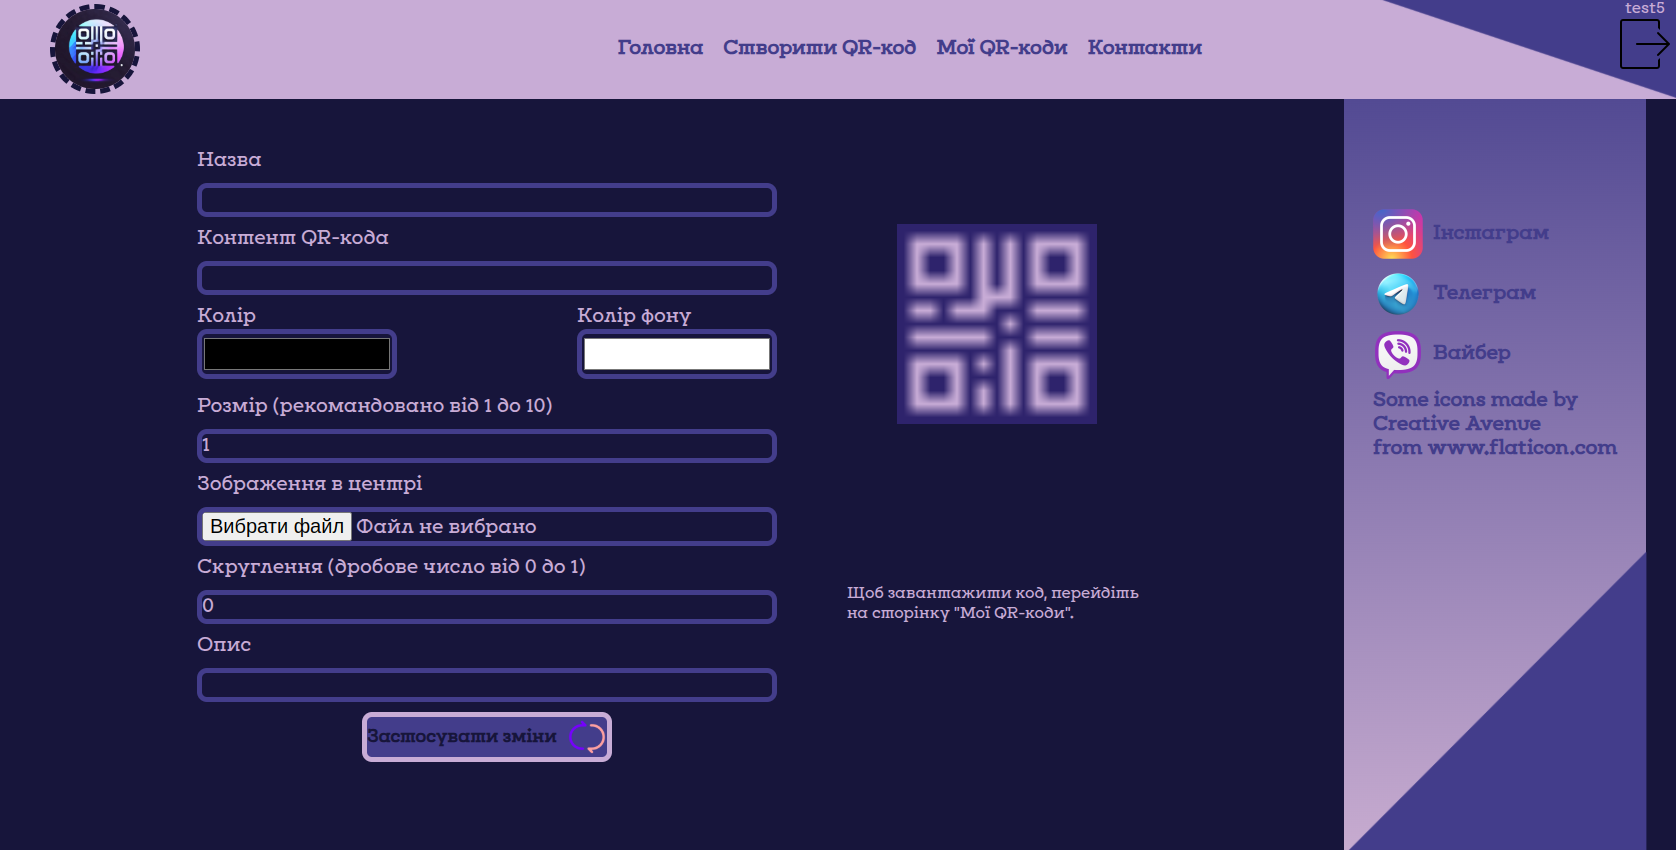 test5
Головна Створити QR-код Мої QR-коди Контакти
Назва
Контент QR-кода
Колір Колір фону
Розмір (рекомандовано від 1 до 10)
1
Зображення в центрі
Вибрати файл Файл не вибрано
Скруглення (дробове число від 0 до 1)
0
Опис
Застосувати зміни
Щоб завантажити код, перейдіть
на сторінку "Мої QR-коди".
Інстаграм
Телеграм
Вайбер
Some icons made by
Creative Avenue
from www.flaticon.com